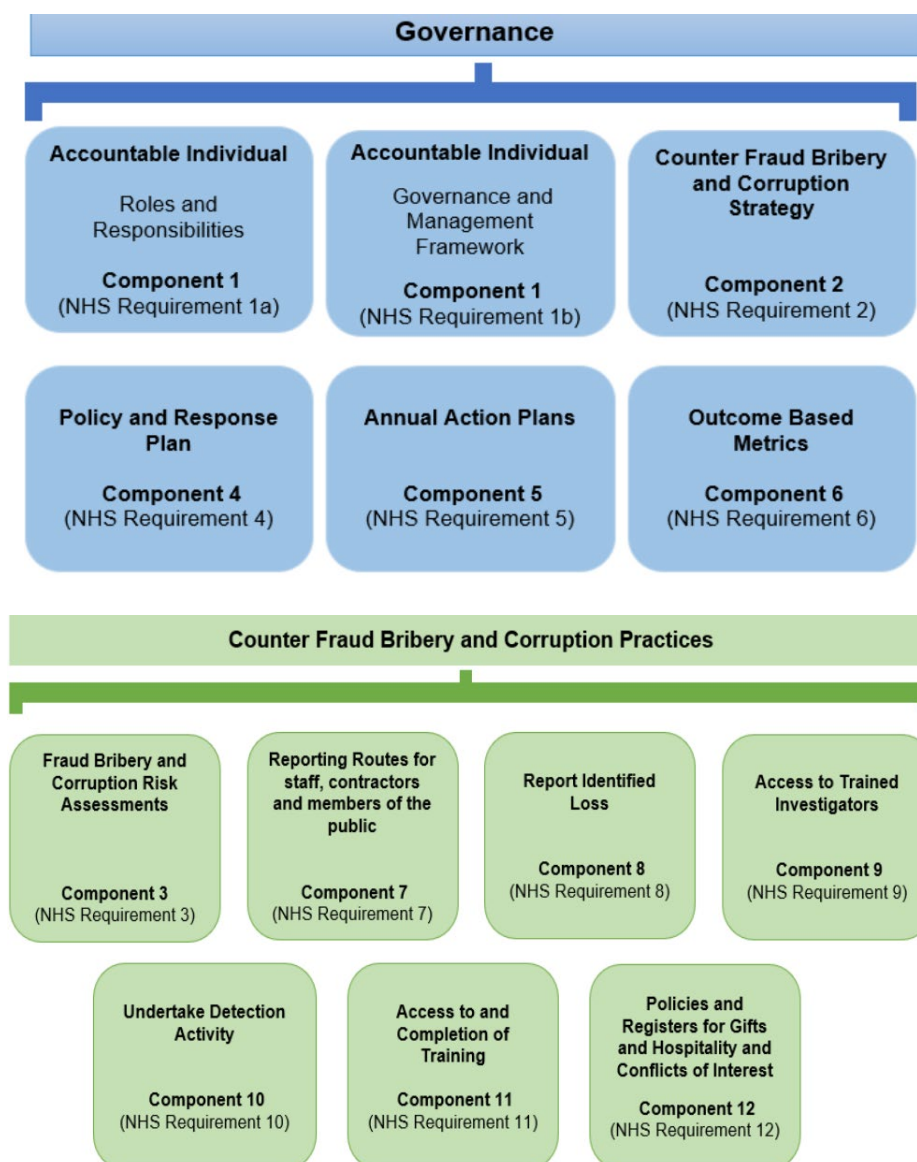 Governance
Accountable Individual
Roles and
Responsibilities
Component 1
(NHS Requirement 1a)
Accountable Individual
Governance and
Management
Framework
Component 1
(NHS Requirement 1b)
Counter Fraud Bribery
and Corruption
Strategy
Component 2
(NHS Requirement 2)
Policy and Response
Plan
Component 4
(NHS Requirement 4)
Annual Action Plans
Component 5
(NHS Requirement 5)
Outcome Based
Metrics
Component 6
(NHS Requirement 6)
Counter Fraud Bribery and Corruption Practices
Fraud Bribery and
Corruption Risk
Assessments
Component 3
(NHS Requirement 3)
Reporting Routes for
staff, contractors
and members of the
public
Component 7
(NHS Requirement 7)
Report Identified
Loss
Component 8
(NHS Requirement 8)
Access to Trained
Investigators
Component 9
(NHS Requirement 9)
Undertake Detection
Activity
Component 10
(NHS Requirement 10)
Access to and
Completion of
Training
Component 11
(NHS Requirement 11)
Policies and
Registers for Gifts
and Hospitality and
Conflicts of Interest
Component 12
(NHS Requirement 12)